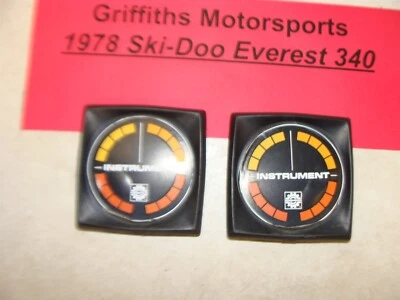 Griffiths Motorsports
1978 Ski-Doo Everest 340
INSTRUMENT
INSTRUMENT